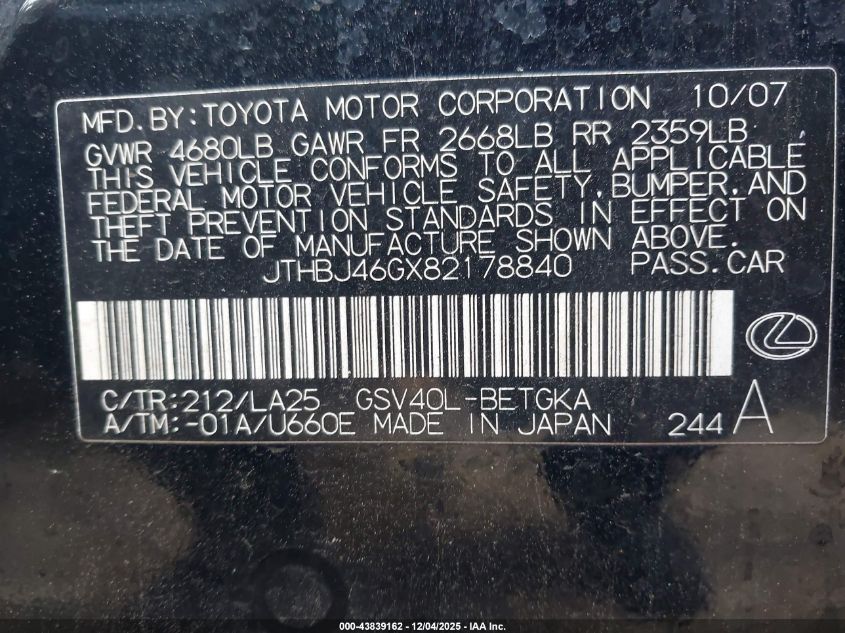 MFD.BY:TOYOTA MOTOR CORPORATION 10/07
GVWR 4680LB GAWR FR 2668LB RR 2359LB
THIS VEHICLE CONFORMS TO ALL APPLICABLE
FEDERAL MOTOR VEHICLE SAFETY,BUMPER,AND
THEFT PREVENTION STANDARDS IN EFFECT ON
THE DATE OF MANUFACTURE SHOWN ABOVE.
JTHBJ46GX82178840 PASS.CAR
C/TR:212/LA25 GSV40L-BETGKA
A/TM:-01A/U660E MADE IN JAPAN 244 A
000-43839162 - 12/04/2025 - IAA Inc.